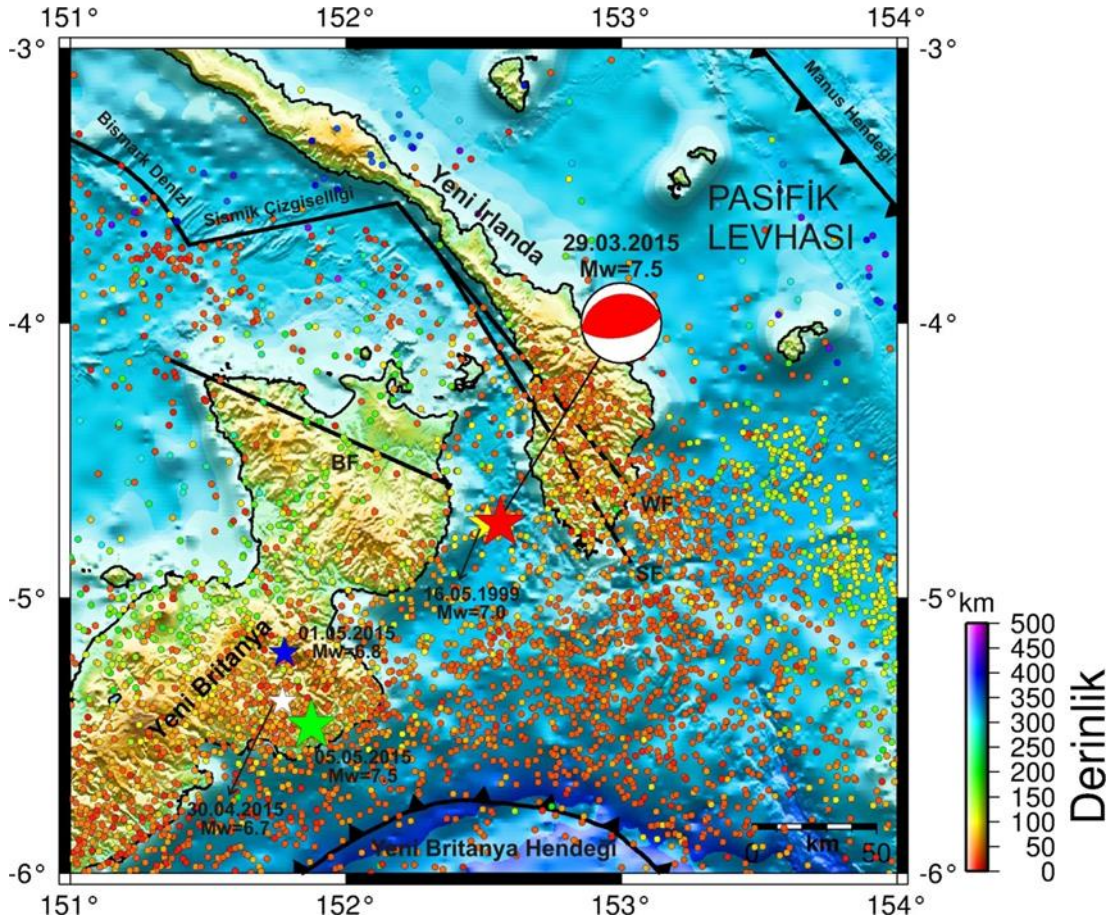 151°
152°
153°
154°
-3°
-3°
Manus Hendeği
Bismark Denizi
Sismik Çizgiselligi
Yeni İrlanda
PASİFİK
LEVHASI
29.03.2015
Mw=7.5
-4°
-4°
BF
WF
SF
16.05.1999
Mw=7.0
-5°
-5°
01.05.2015
Mw=6.8
Yeni Britanya
05.05.2015
Mw=7.5
30.04.2015
Mw=6.7
Yeni Britanya Hendegi
0
50
km
-6°
-6°
151°
152°
153°
154°
km
500
450
400
350
300
250
200
150
100
50
0
Derinlik